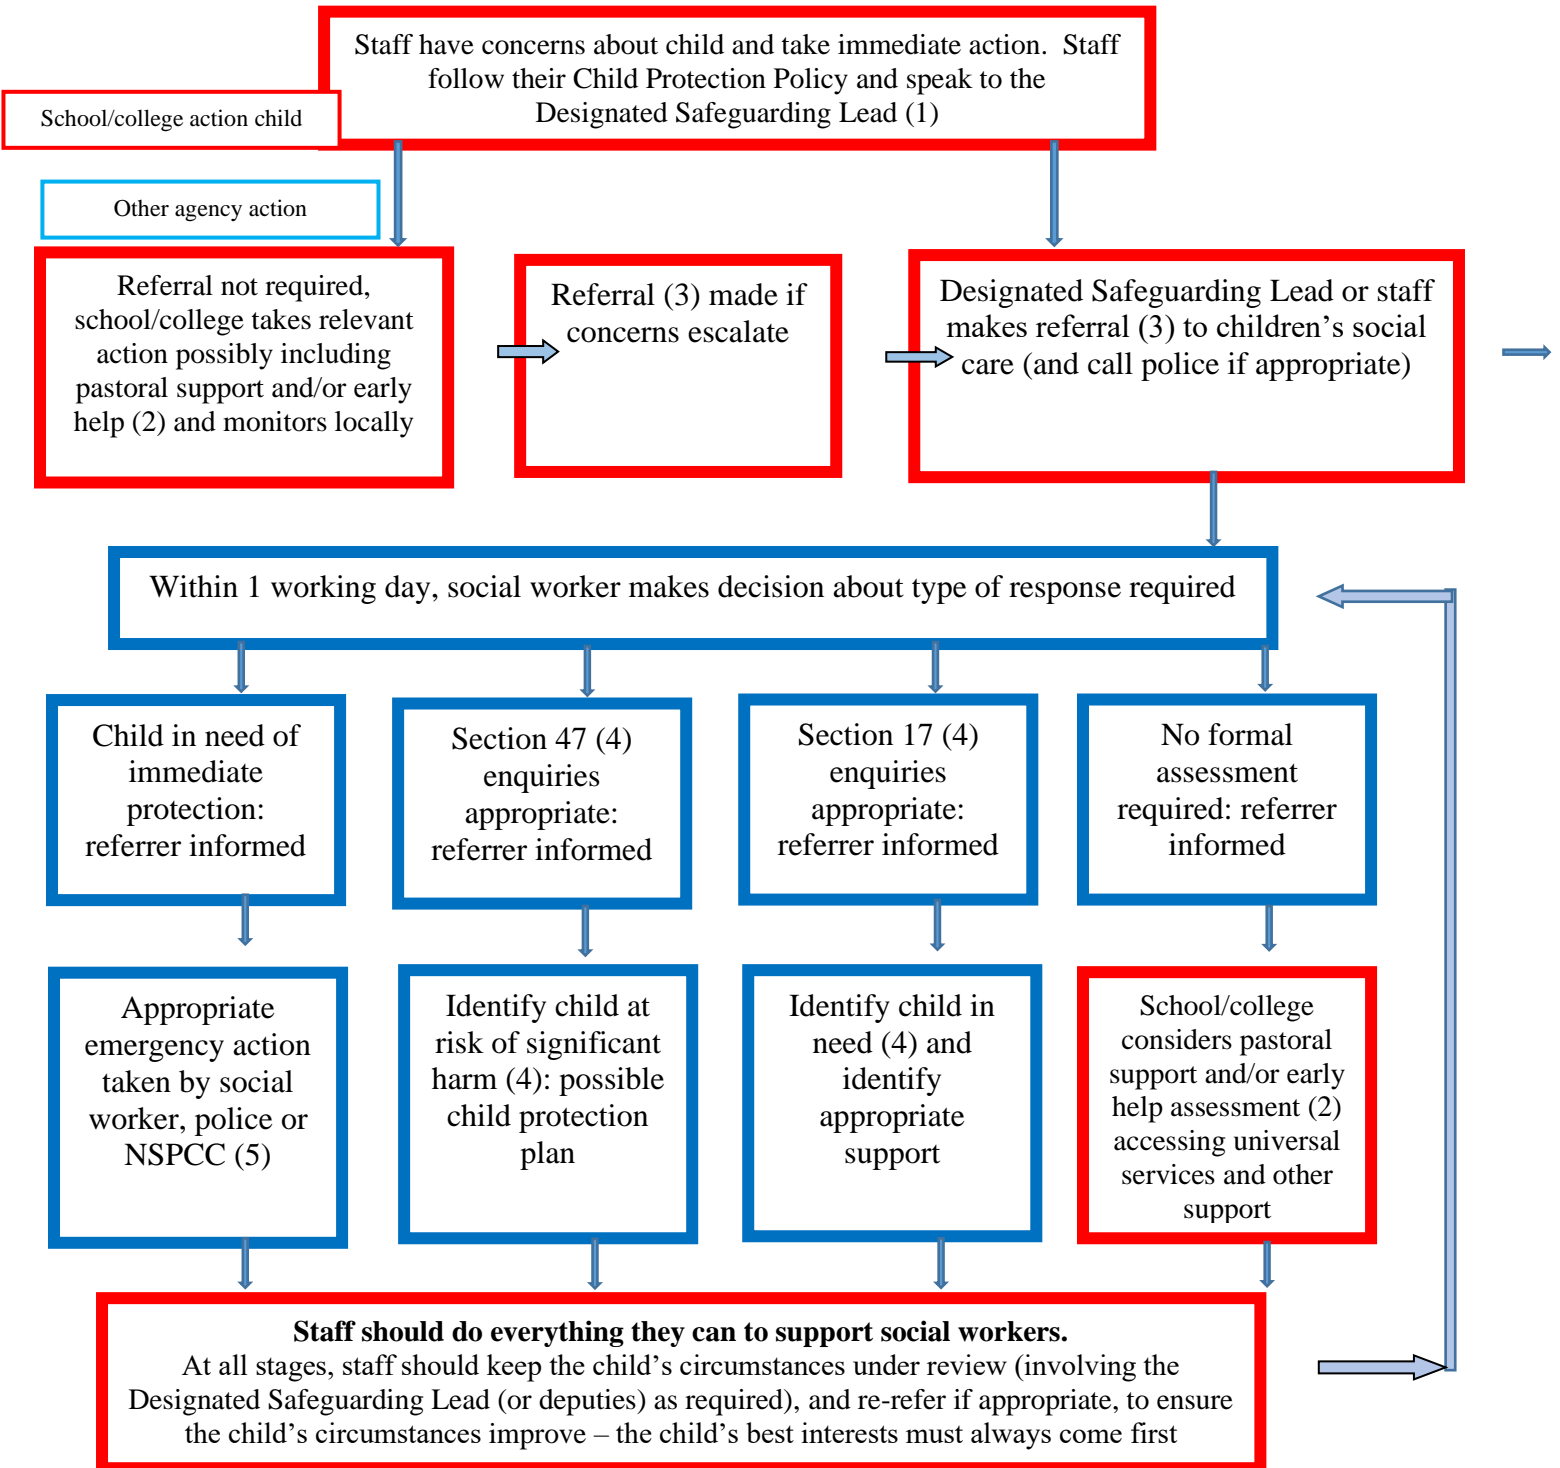 Staff have concerns about child and take immediate action.  Staff
follow their Child Protection Policy and speak to the
Designated Safeguarding Lead (1)
School/college action child
Other agency action
Referral not required,
school/college takes relevant
action possibly including
pastoral support and/or early
help (2) and monitors locally
Referral (3) made if
concerns escalate
Designated Safeguarding Lead or staff
makes referral (3) to children’s social
care (and call police if appropriate)
Within 1 working day, social worker makes decision about type of response required
Child in need of
immediate
protection:
referrer informed
Section 47 (4)
enquiries
appropriate:
referrer informed
Section 17 (4)
enquiries
appropriate:
referrer informed
No formal
assessment
required: referrer
informed
Appropriate
emergency action
taken by social
worker, police or
NSPCC (5)
Identify child at
risk of significant
harm (4): possible
child protection
plan
Identify child in
need (4) and
identify
appropriate
support
School/college
considers pastoral
support and/or early
help assessment (2)
accessing universal
services and other
support
Staff should do everything they can to support social workers.
At all stages, staff should keep the child’s circumstances under review (involving the
Designated Safeguarding Lead (or deputies) as required), and re-refer if appropriate, to ensure
the child’s circumstances improve – the child’s best interests must always come first